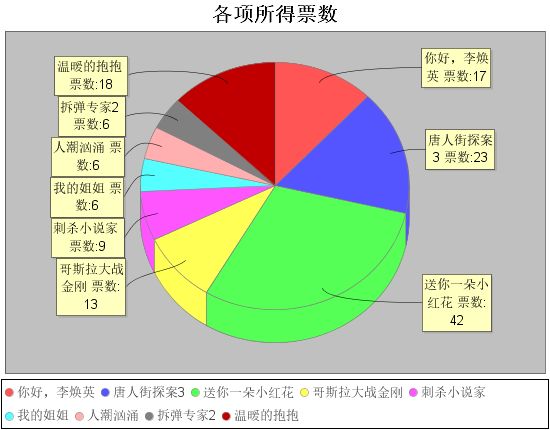 各项所得票数
温暖的抱抱
票数:18
拆弹专家2
票数:6
人潮汹涌 票
数:6
我的姐姐 票
数:6
刺杀小说家
票数:9
哥斯拉大战
金刚 票数:
13
你好，李焕
英 票数:17
唐人街探案
3 票数:23
送你一朵小
红花 票数:
42
你好，李焕英 唐人街探案3 送你一朵小红花 哥斯拉大战金刚 刺杀小说家
我的姐姐 人潮汹涌 拆弹专家2 温暖的抱抱